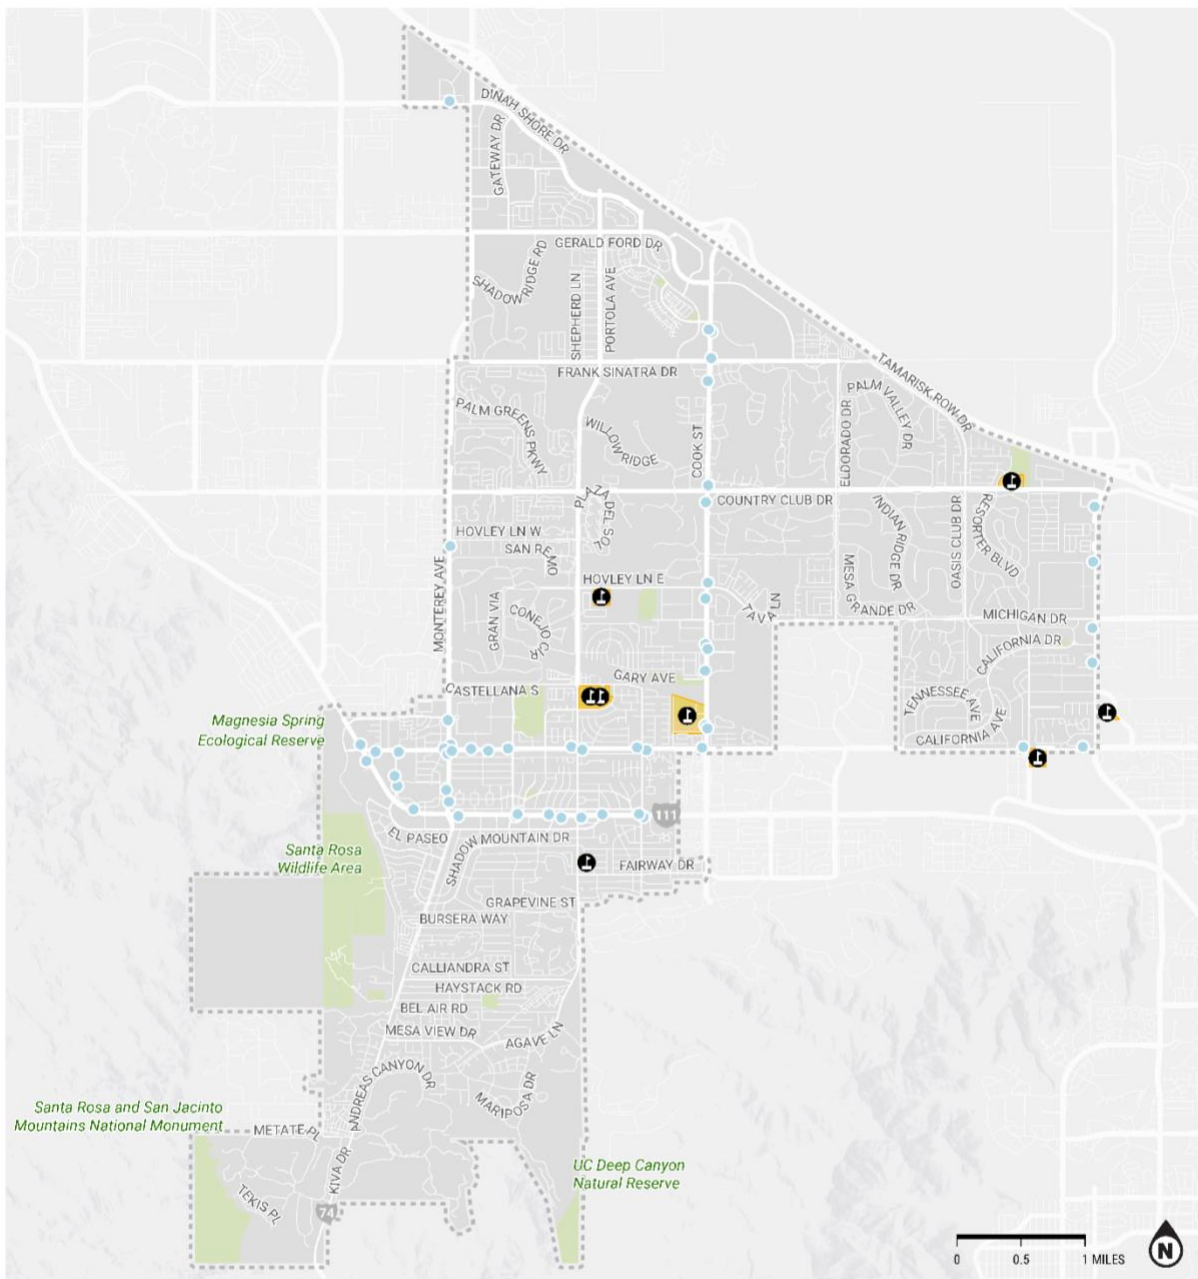 DINAH SHORE DR
GATEWAY DR
GERALD FORD DR
SHADOW RIDGE RD
SHEPHERD LN
PORTOLA AVE
FRANK SINATRA DR
TAMARISK ROW DR
PALM VALLEY DR
ELDORADO DR
PALM GREENS PKWY
WILLOW RIDGE
COOK ST
PLAZA DEL SOL
COUNTRY CLUB DR
INDIAN RIDGE DR
OASIS CLUB DR
RESORTER BLVD
HOVLEY LN W
SAN REMO
MONTEREY AVE
HOVLEY LN E
MESA GRANDE DR
TAVA LN
GRAN VIA
CONEJO CIR
MICHIGAN DR
CALIFORNIA DR
GARY AVE
CASTELLANA S
TENNESSEE AVE
CALIFORNIA AVE
Magnesia Spring
Ecological Reserve
111
EL PASEO
SHADOW MOUNTAIN DR
Santa Rosa
Wildlife Area
FAIRWAY DR
GRAPEVINE ST
BURSERA WAY
CALLIANDRA ST
HAYSTACK RD
BEL AIR RD
MESA VIEW DR
AGAVE LN
ANDREAS CANYON DR
MARIPOSA DR
Santa Rosa and San Jacinto
Mountains National Monument
METATE PL
KIVA DR
TEKIS PL
74
UC Deep Canyon
Natural Reserve
0 0.5 1 MILES
N